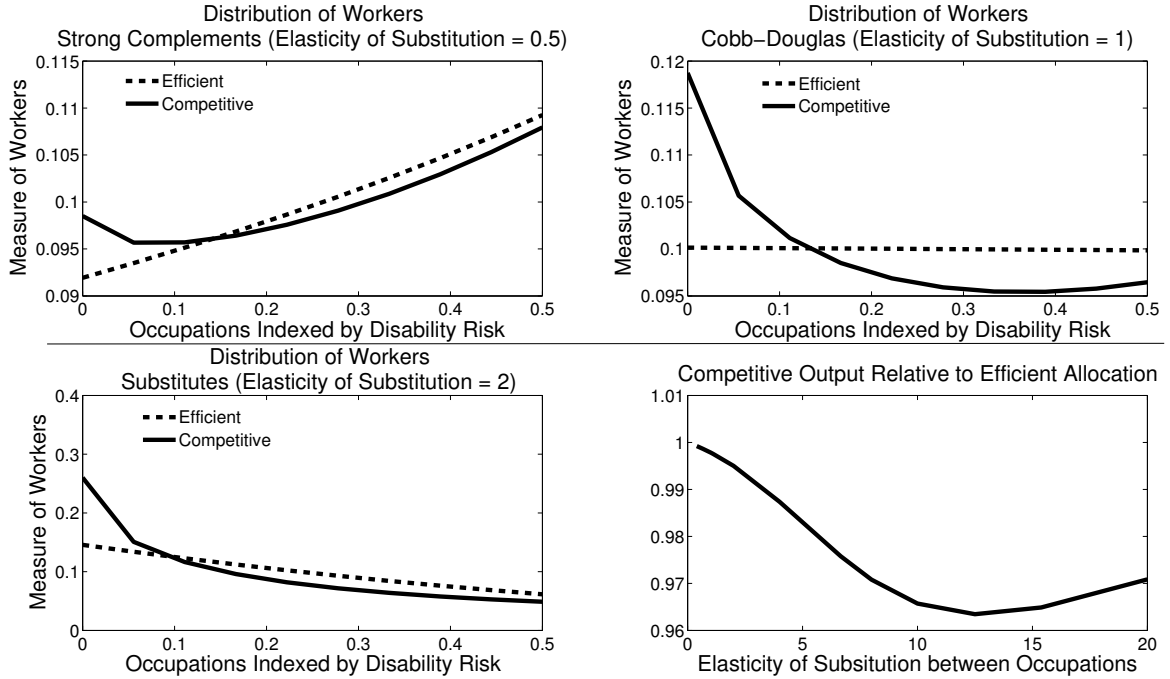 Distribution of Workers
Strong Complements (Elasticity of Substitution = 0.5)
0.115
0.11
0.105
0.1
0.095
0.09
Measure of Workers
Efficient
Competitive
0 0.1 0.2 0.3 0.4 0.5
Occupations Indexed by Disability Risk
Distribution of Workers
Cobb−Douglas (Elasticity of Substitution = 1)
0.12
0.115
0.11
0.105
0.1
0.095
Measure of Workers
Efficient
Competitive
0 0.1 0.2 0.3 0.4 0.5
Occupations Indexed by Disability Risk
Distribution of Workers
Substitutes (Elasticity of Substitution = 2)
0.4
0.3
0.2
0.1
0
Measure of Workers
Efficient
Competitive
0 0.1 0.2 0.3 0.4 0.5
Occupations Indexed by Disability Risk
Competitive Output Relative to Efficient Allocation
1.01
1
0.99
0.98
0.97
0.96
0 5 10 15 20
Elasticity of Subsitution between Occupations